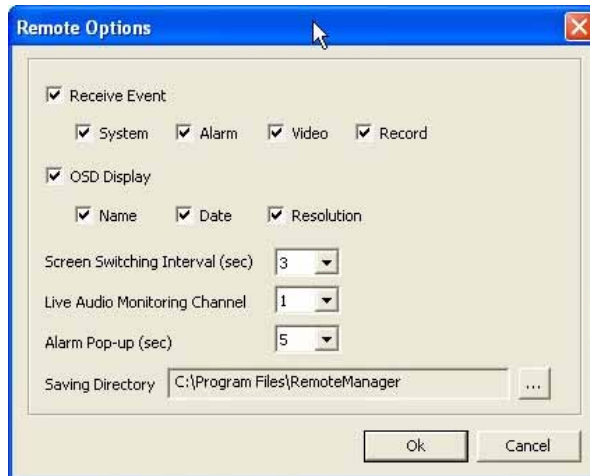 Remote Options
Receive Event
System Alarm Video Record
OSD Display
Name Date Resolution
Screen Switching Interval (sec) 3
Live Audio Monitoring Channel 1
Alarm Pop-up (sec) 5
Saving Directory C:\Program Files\RemoteManager ...
Ok Cancel